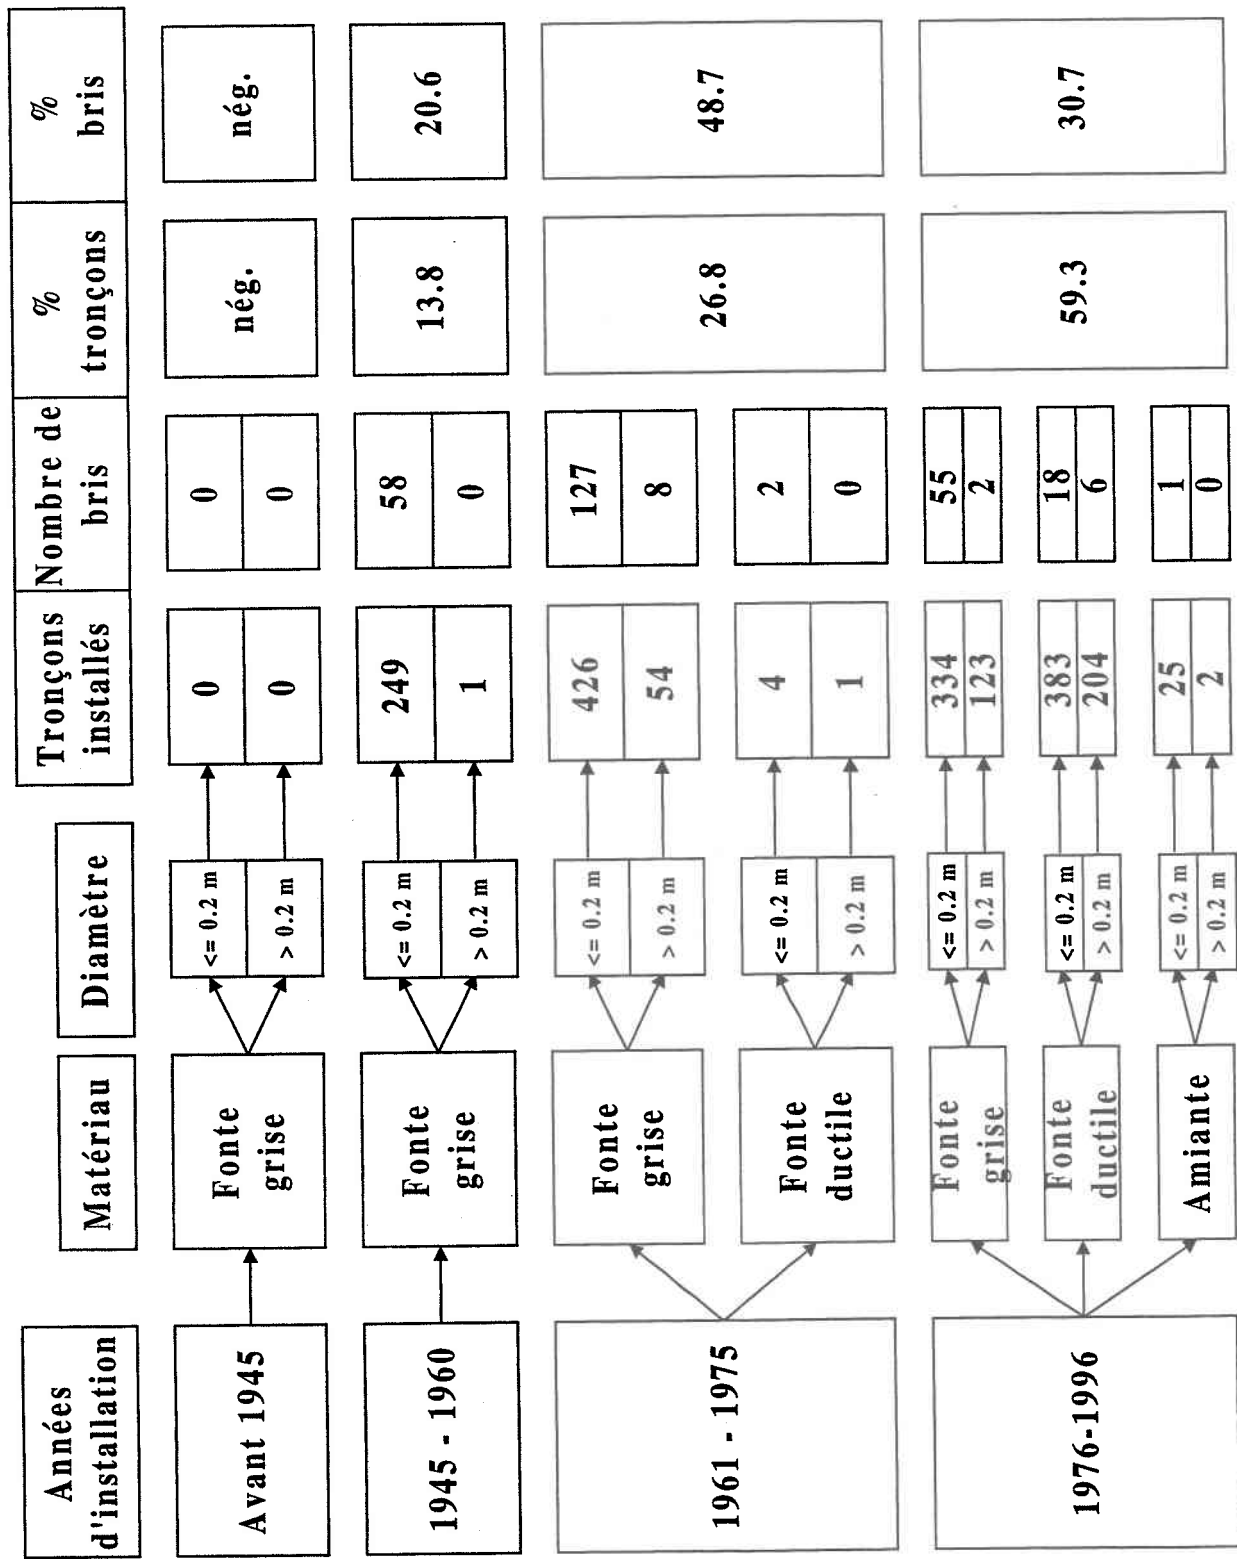 Années
d'installation
Matériau
Diamètre
Tronçons
installés
Nombre de
bris
%
tronçons
%
bris
Avant 1945
Fonte
grise
<= 0.2 m
> 0.2 m
0
0
0
0
nég.
nég.
1945 - 1960
Fonte
grise
<= 0.2 m
> 0.2 m
249
1
58
0
13.8
20.6
1961 - 1975
Fonte
grise
<= 0.2 m
> 0.2 m
426
54
127
8
Fonte
ductile
<= 0.2 m
> 0.2 m
4
1
2
0
26.8
48.7
1976-1996
Fonte
grise
<= 0.2 m
> 0.2 m
334
123
55
2
Fonte
ductile
<= 0.2 m
> 0.2 m
383
204
18
6
Amiante
<= 0.2 m
> 0.2 m
25
2
1
0
59.3
30.7